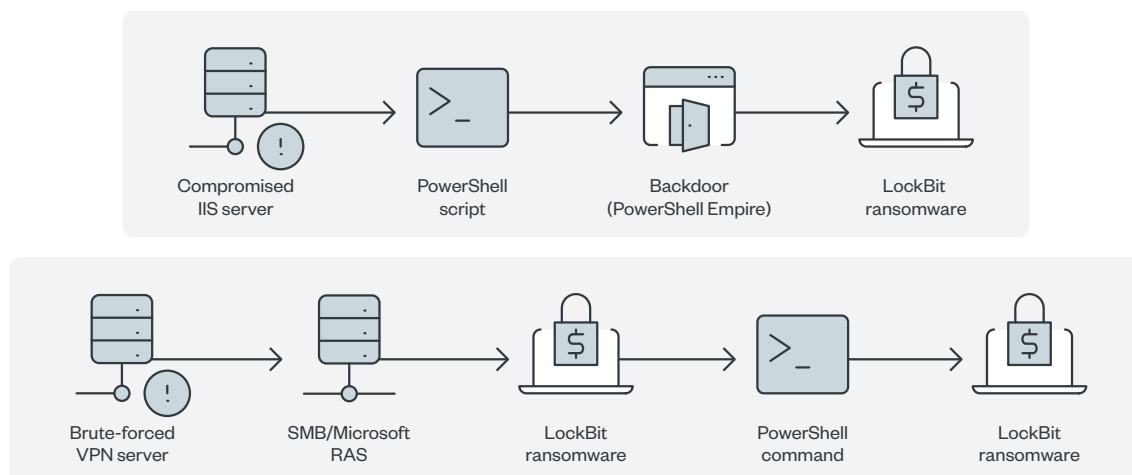 Compromised
IIS server
PowerShell
script
Backdoor
(PowerShell Empire)
LockBit
ransomware
Brute-forced
VPN server
SMB/Microsoft
RAS
LockBit
ransomware
PowerShell
command
LockBit
ransomware